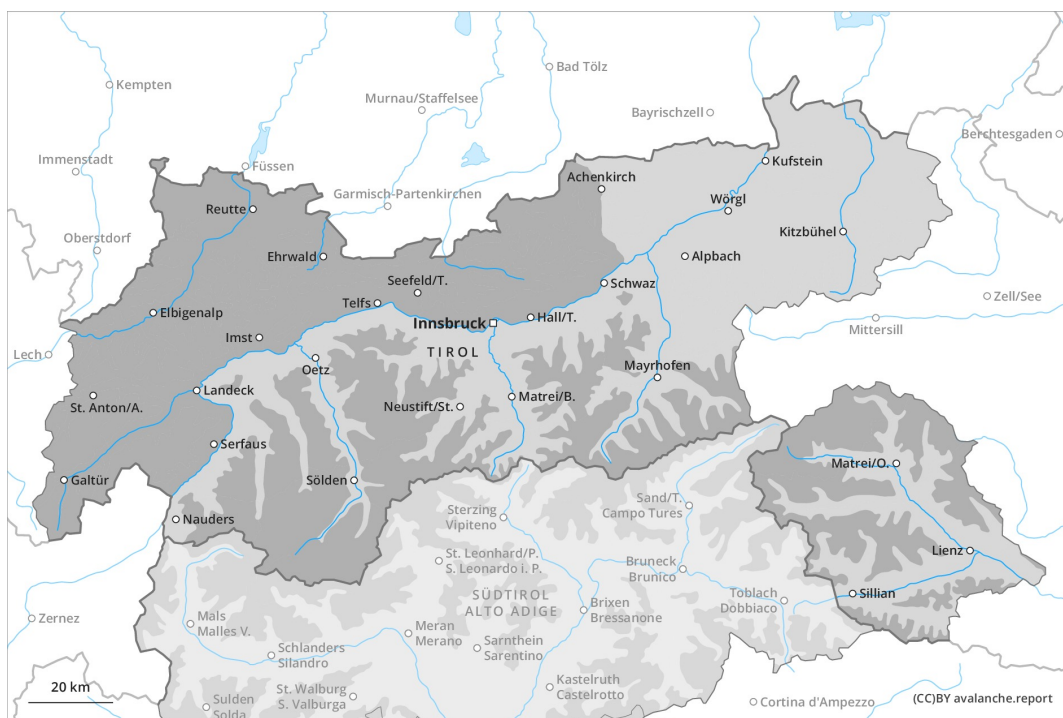 Kempten
Bad Tölz
Murnau/Staffelsee
Bayrischzell
Berchtesgaden
Immenstadt
Füssen
Kufstein
Achenkirch
Garmisch-Partenkirchen
Reutte
Wörgl
Kitzbühel
Oberstdorf
Ehrwald
Alpbach
Seefeld/T.
Schwaz
Zell/See
Telfs
Elbigenalp
Innsbruck
Hall/T.
Mittersill
Imst
TIROL
Lech
Oetz
Mayrhofen
Landeck
St. Anton/A.
Neustift/St.
Matrei/B.
Serfaus
Matrei/O.
Galtür
Sölden
Sand/T.
Campo Tures
Sterzing
Vipiteno
Nauders
Lienz
St. Leonhard/P.
S. Leonardo i. P.
Bruneck
Brunico
SÜDTIROL
ALTO ADIGE
Toblach
Dobbiaco
Sillian
Zernez
Mals
Malles V.
Brixen
Bressanone
Meran
Merano
Sarnthein
Sarentino
Schlanders
Silandro
20 km
Sulden
Solda
St. Walburg
S. Valburga
Kastelruth
Castelrotto
Cortina d'Ampezzo
(CC)BY avalanche.report